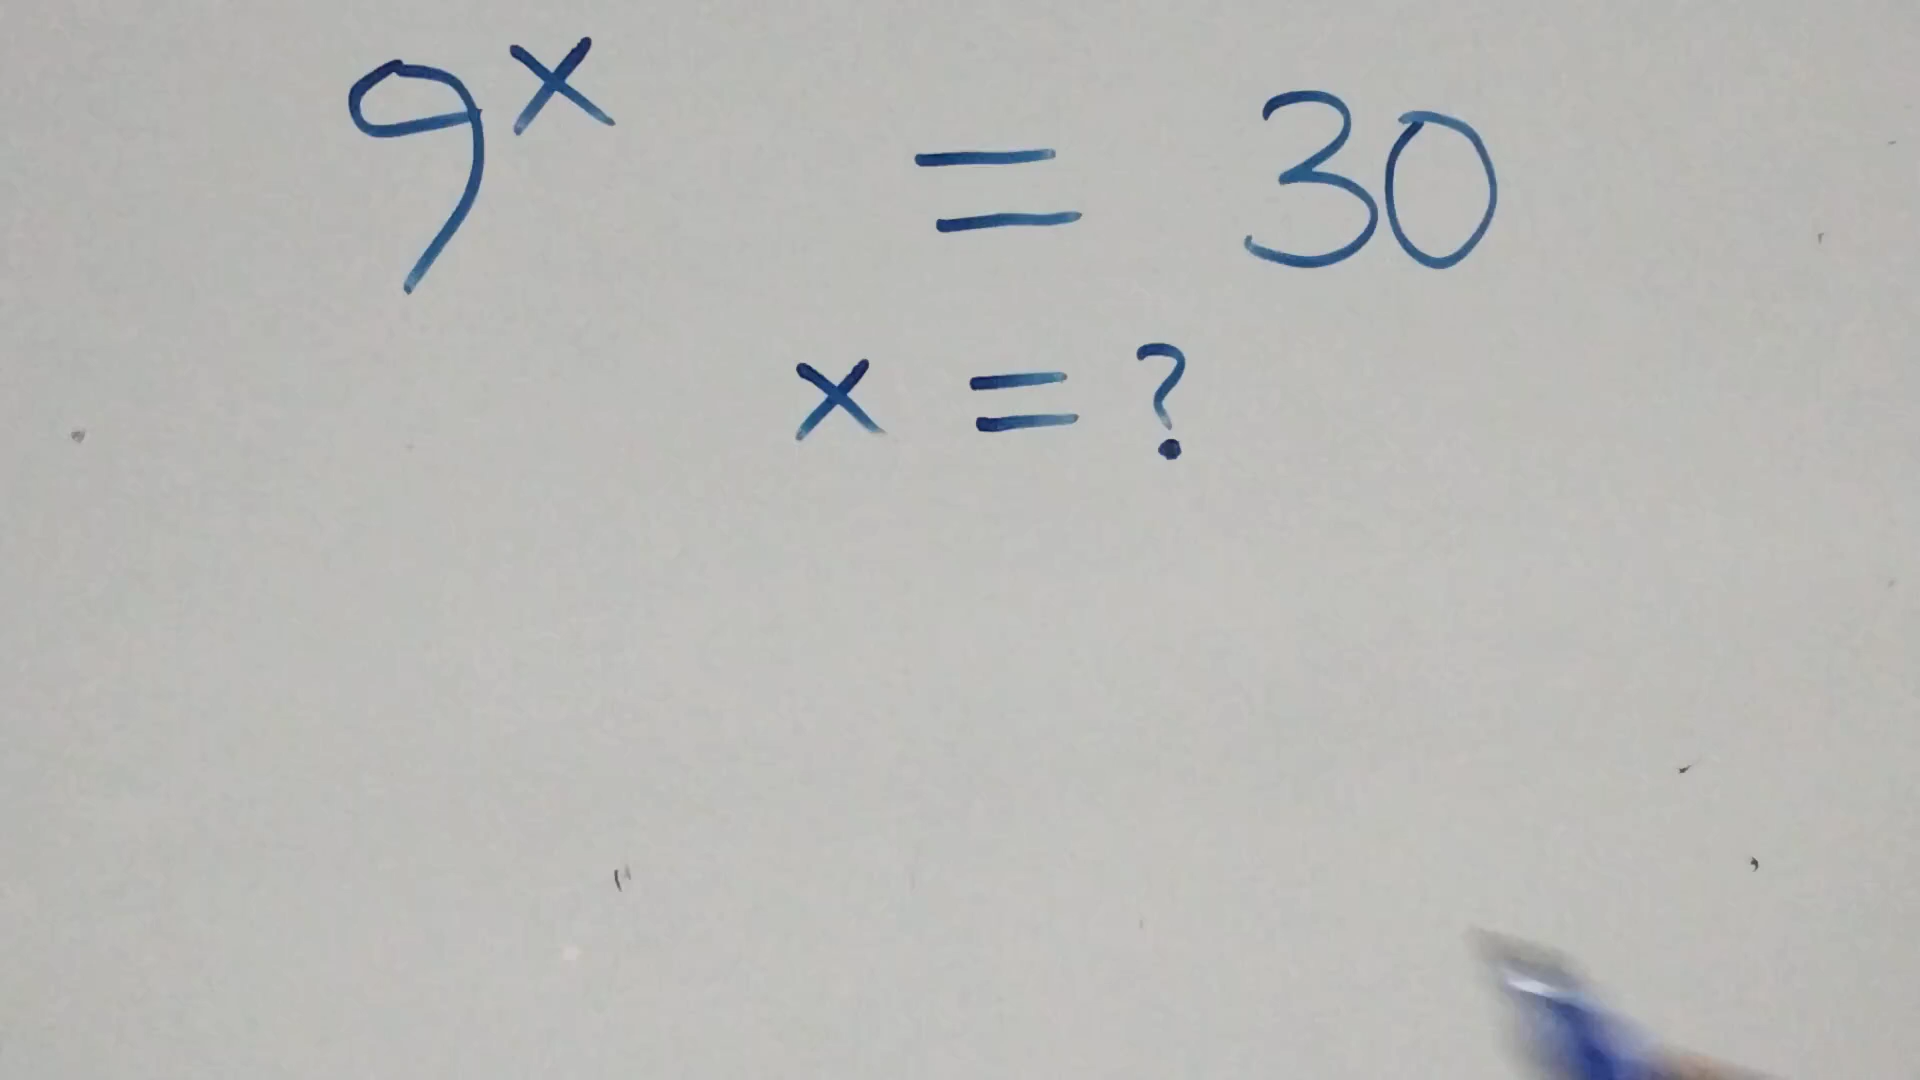 9^x = 30
x = ?